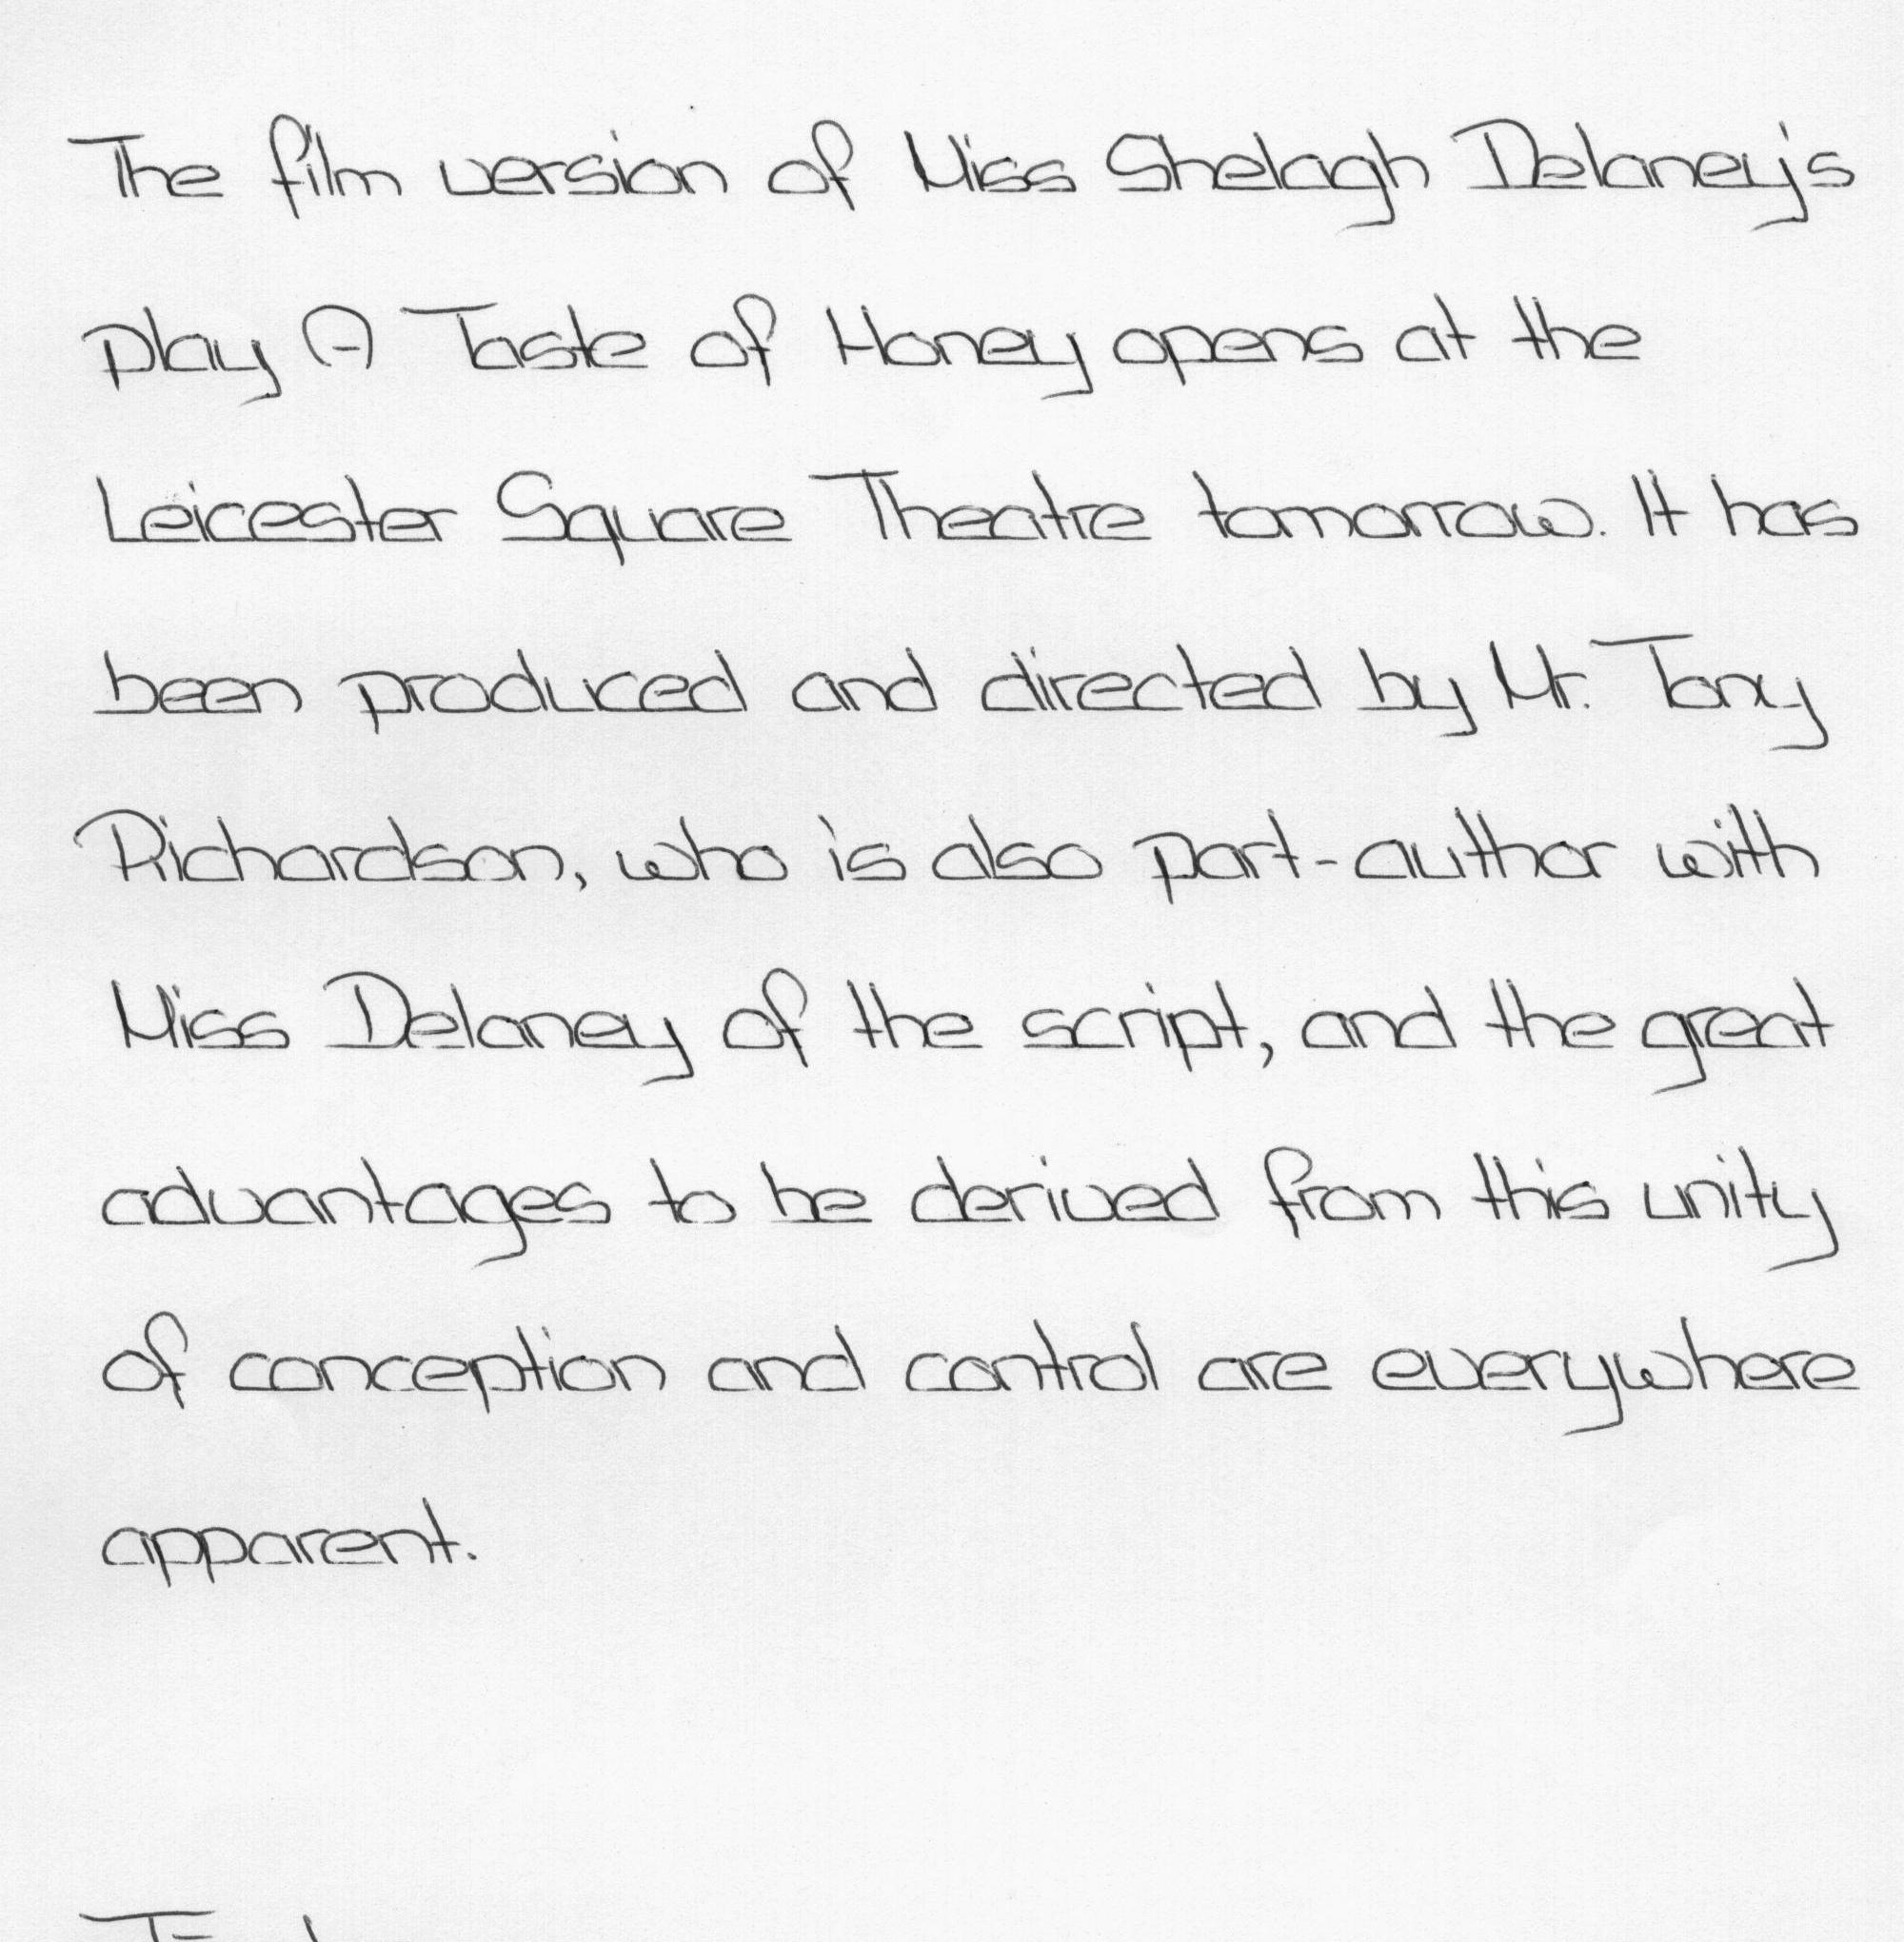 The film version of Miss Shelagh Delaney's
play A Taste of Honey opens at the
Leicester Square Theatre tomorrow. It has
been produced and directed by Mr. Tony
Richardson, who is also part-author with
Miss Delaney of the script, and the great
advantages to be derived from this unity
of conception and control are everywhere
apparent.